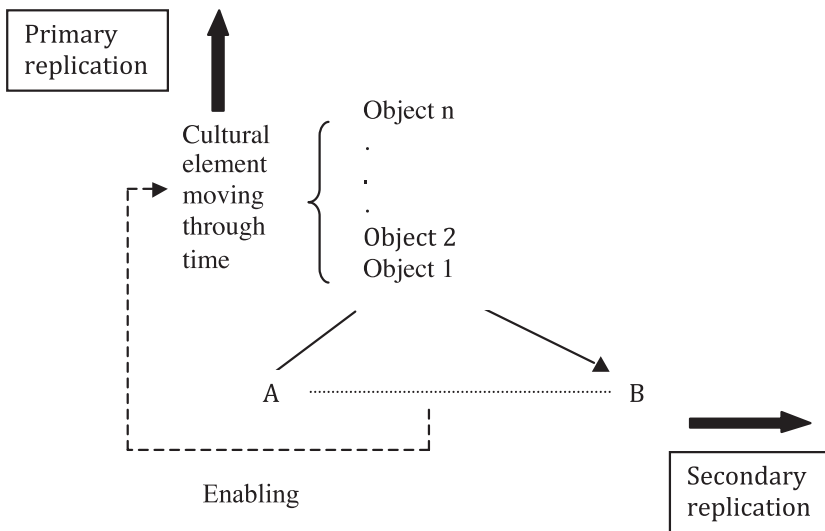 Primary
replication
Cultural
element
moving
through
time
Object n
.
.
.
Object 2
Object 1
A
B
Enabling
Secondary
replication